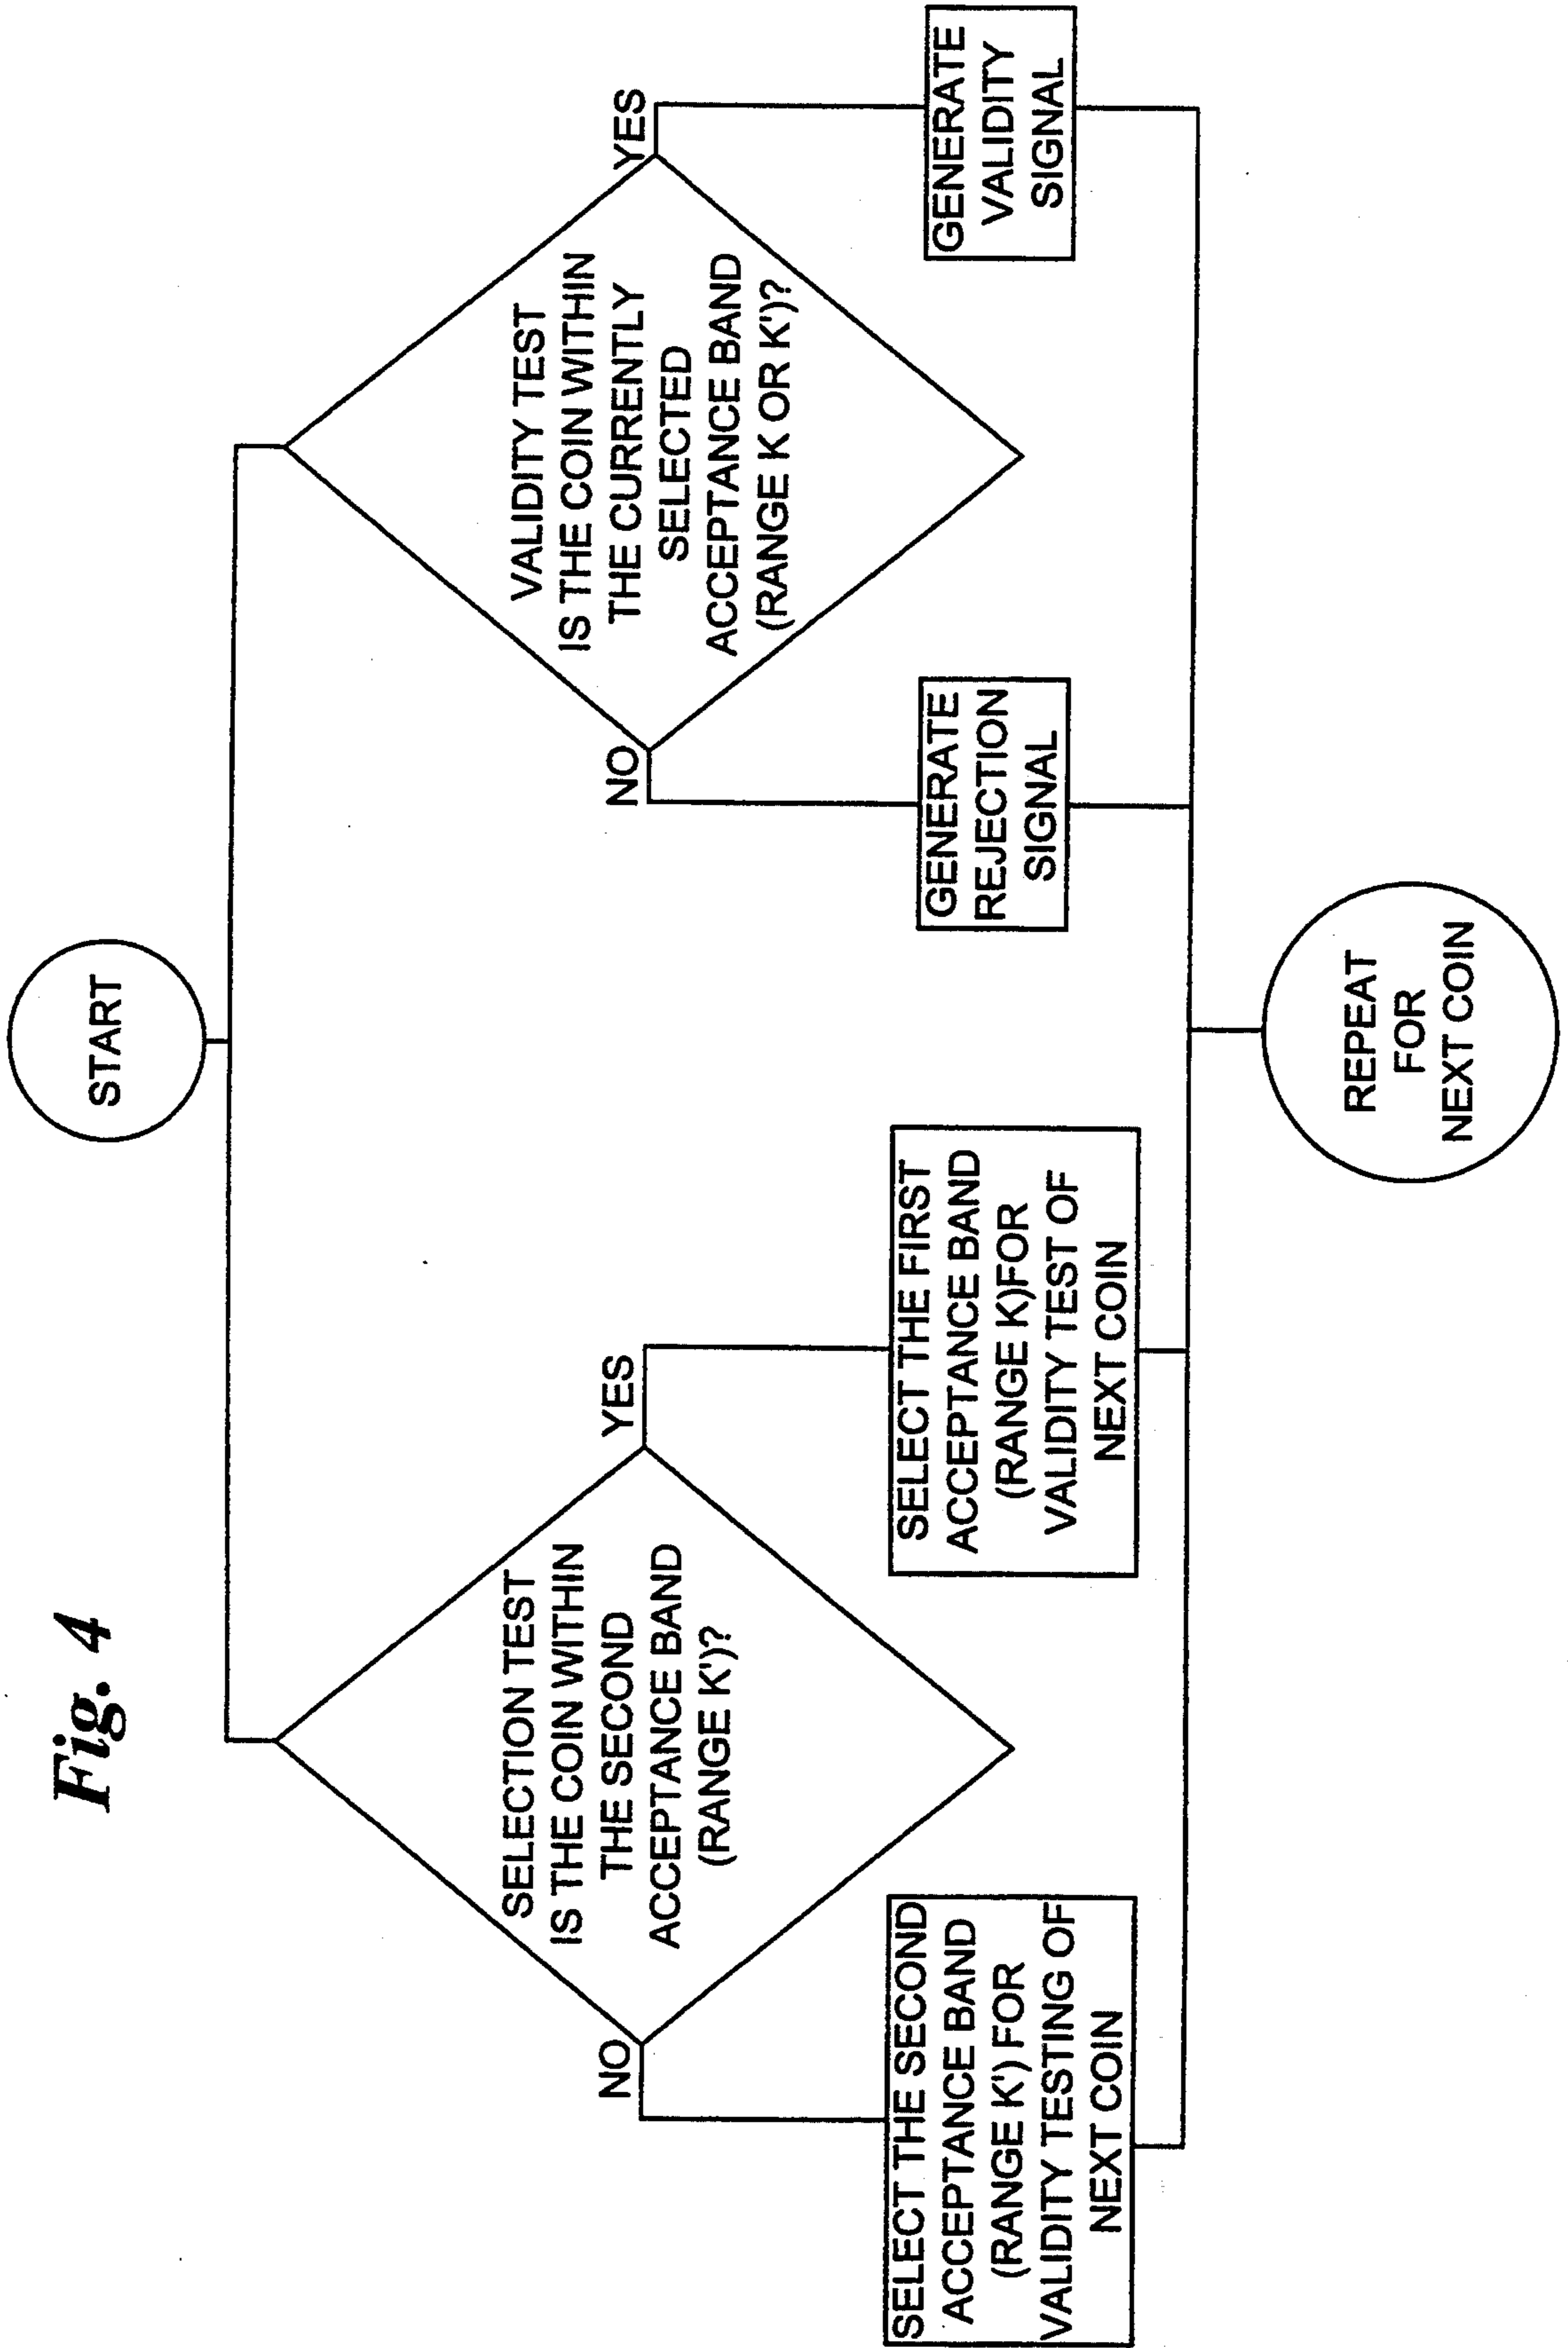 Fig. 4
START
SELECTION TEST
IS THE COIN WITHIN
THE SECOND
ACCEPTANCE BAND
(RANGE K')?
NO
YES
VALIDITY TEST
IS THE COIN WITHIN
THE CURRENTLY
SELECTED
ACCEPTANCE BAND
(RANGE K OR K')?
NO
YES
SELECT THE SECOND
ACCEPTANCE BAND
(RANGE K') FOR
VALIDITY TESTING OF
NEXT COIN
SELECT THE FIRST
ACCEPTANCE BAND
(RANGE K)FOR
VALIDITY TEST OF
NEXT COIN
GENERATE
REJECTION
SIGNAL
GENERATE
VALIDITY
SIGNAL
REPEAT
FOR
NEXT COIN